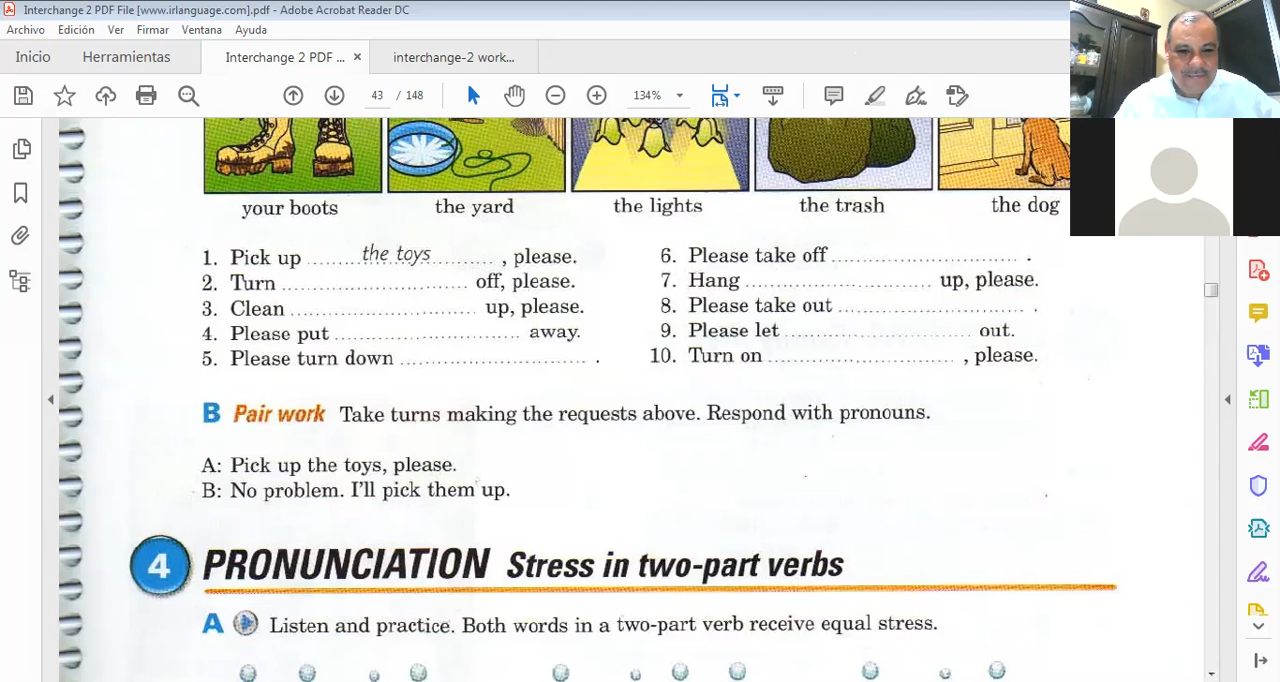 Interchange 2 PDF File [www.irlanguage.com].pdf - Adobe Acrobat Reader DC
Archivo Edición Ver Firmar Ventana Ayuda
Inicio Herramientas Interchange 2 PDF ... × interchange-2 work...
43 / 148 134%
your boots the yard the lights the trash the dog
1. Pick up the toys , please.
2. Turn off, please.
3. Clean up, please.
4. Please put away.
5. Please turn down .
6. Please take off .
7. Hang up, please.
8. Please take out .
9. Please let out.
10. Turn on , please.
B Pair work Take turns making the requests above. Respond with pronouns.
A: Pick up the toys, please.
B: No problem. I'll pick them up.
4 PRONUNCIATION Stress in two-part verbs
A Listen and practice. Both words in a two-part verb receive equal stress.